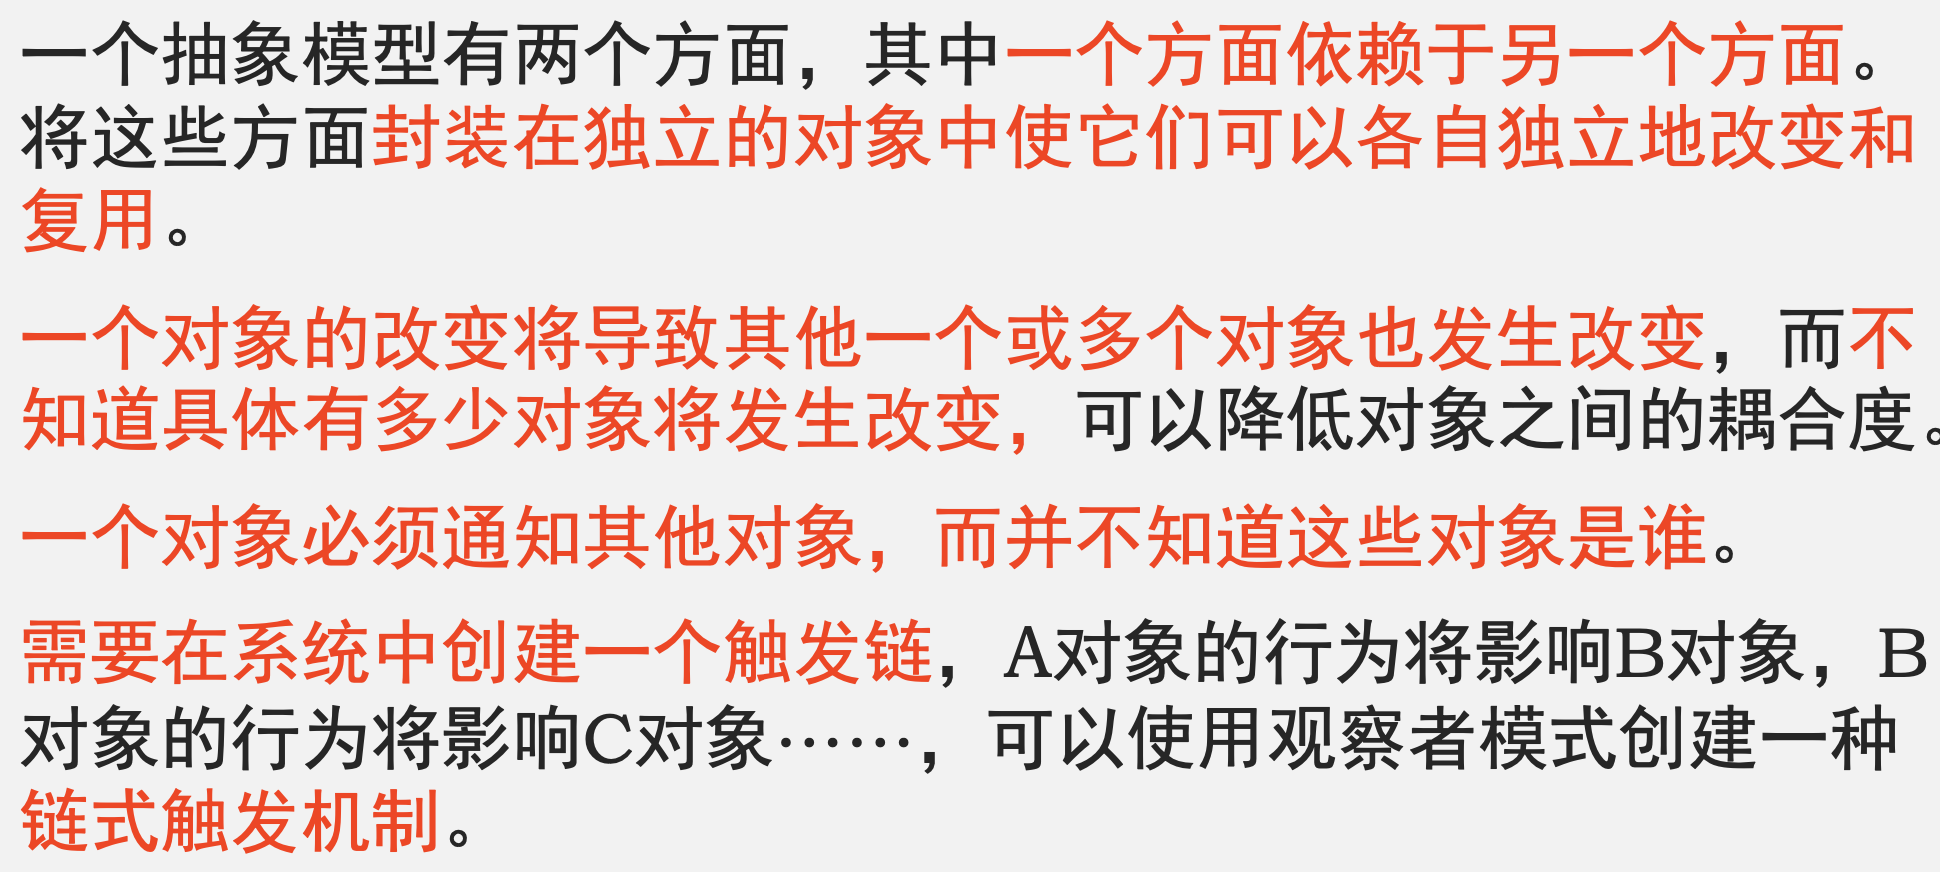 一个抽象模型有两个方面，其中一个方面依赖于另一个方面。
将这些方面封装在独立的对象中使它们可以各自独立地改变和
复用。
一个对象的改变将导致其他一个或多个对象也发生改变，而不
知道具体有多少对象将发生改变，可以降低对象之间的耦合度。
一个对象必须通知其他对象，而并不知道这些对象是谁。
需要在系统中创建一个触发链，A对象的行为将影响B对象，B
对象的行为将影响C对象……，可以使用观察者模式创建一种
链式触发机制。